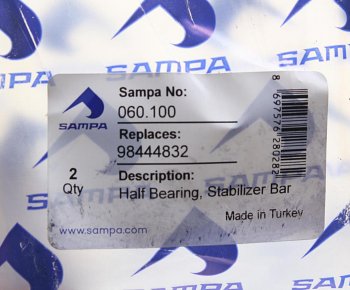 SAMPA
SAMPA
Sampa No:
060.100
Replaces:
98444832
2
Qty
Description:
Half Bearing, Stabilizer Bar
Made in Turkey
www.sampa.com
8697576280282
SAMPA
SAMPA